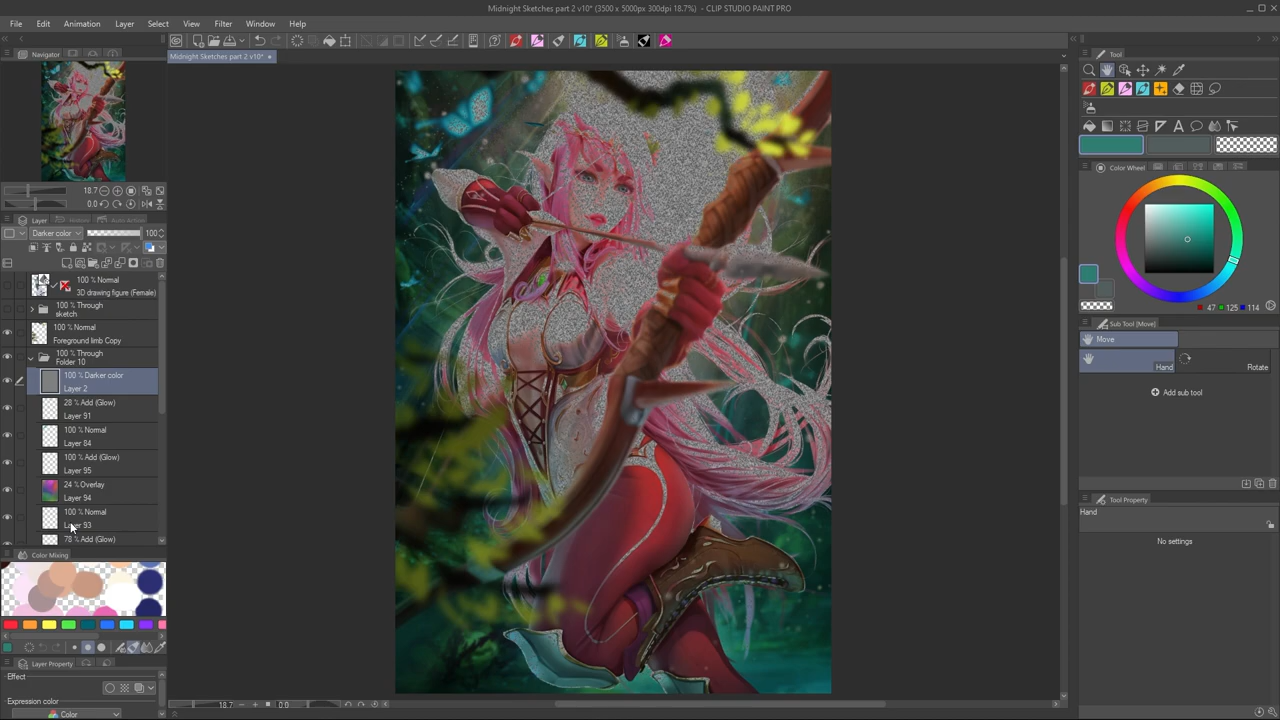 Midnight Sketches part 2 v10* (3500 x 5000px 300dpi 18.7%) - CLIP STUDIO PAINT PRO
File Edit Animation Layer Select View Filter Window Help
Midnight Sketches part 2 v10*
Navigator
18.7
0.0
Layer History Auto Action
Darker color 100
100 % Normal
3D drawing figure (Female)
100 % Through
sketch
100 % Normal
Foreground limb Copy
100 % Through
Folder 10
100 % Darker color
Layer 2
28 % Add (Glow)
Layer 91
100 % Normal
Layer 84
100 % Add (Glow)
Layer 95
24 % Overlay
Layer 94
100 % Normal
Layer 93
78 % Add (Glow)
Color Mixing
Layer Property
Effect
Expression color
Color
18.7 0.0
Tool
Color Wheel
47 125 114
Sub Tool [Move]
Move
Hand Rotate
Add sub tool
Tool Property
Hand
No settings